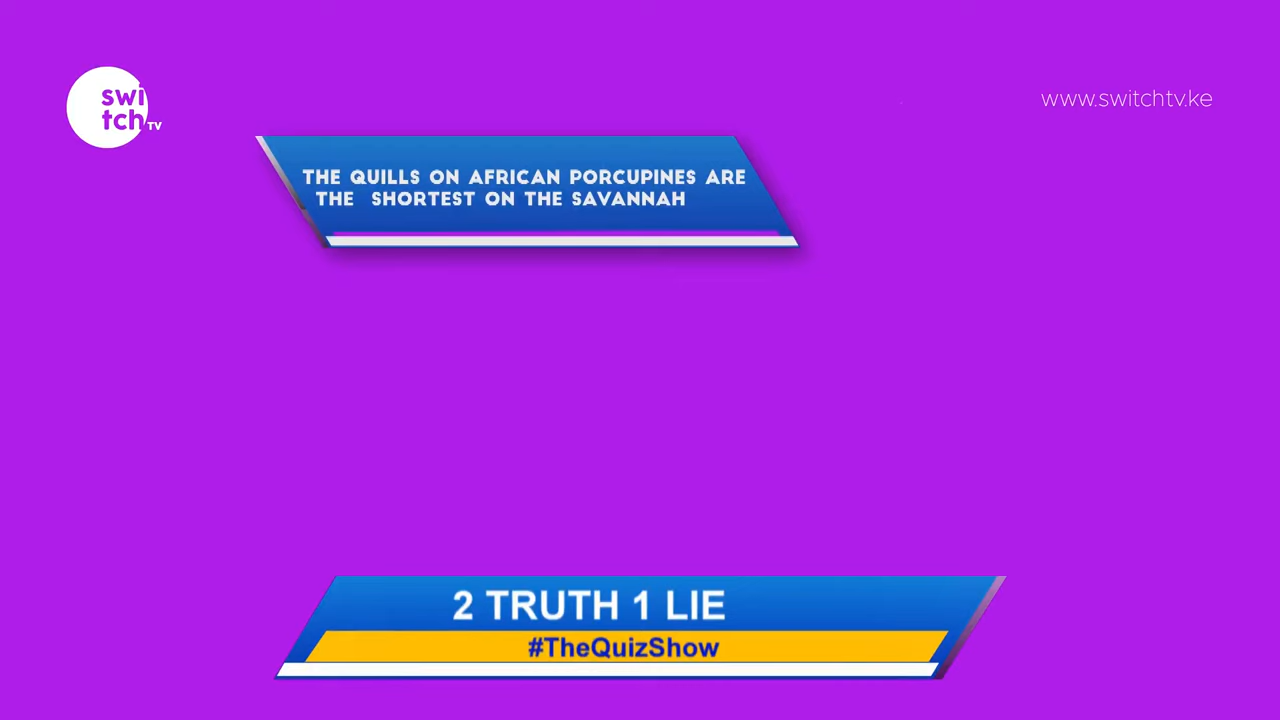 swi
tch TV
www.switchtv.ke
THE QUILLS ON AFRICAN PORCUPINES ARE
THE SHORTEST ON THE SAVANNAH
2 TRUTH 1 LIE
#TheQuizShow